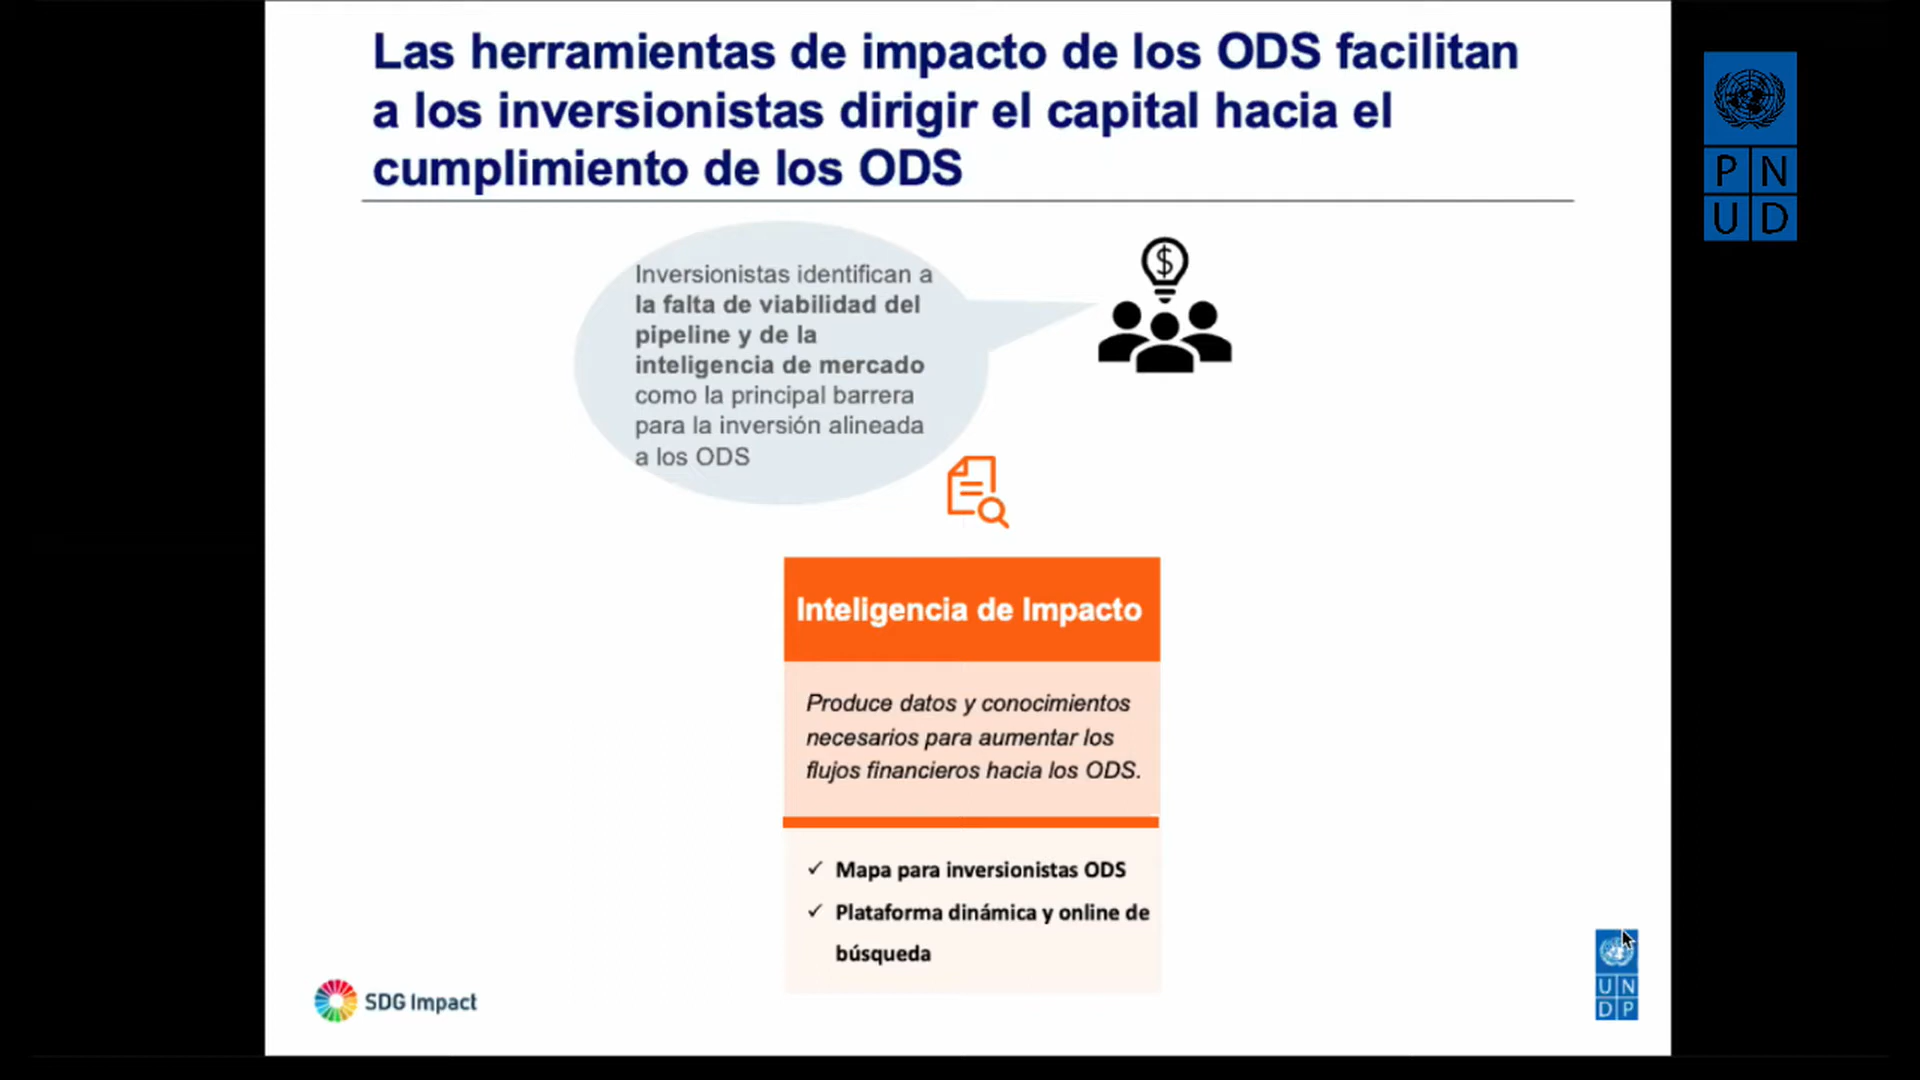 Las herramientas de impacto de los ODS facilitan
a los inversionistas dirigir el capital hacia el
cumplimiento de los ODS
P N
U D
$
Inversionistas identifican a
la falta de viabilidad del
pipeline y de la
inteligencia de mercado
como la principal barrera
para la inversión alineada
a los ODS
Inteligencia de Impacto
Produce datos y conocimientos
necesarios para aumentar los
flujos financieros hacia los ODS.
✓ Mapa para inversionistas ODS
✓ Plataforma dinámica y online de
búsqueda
SDG Impact
U N
D P